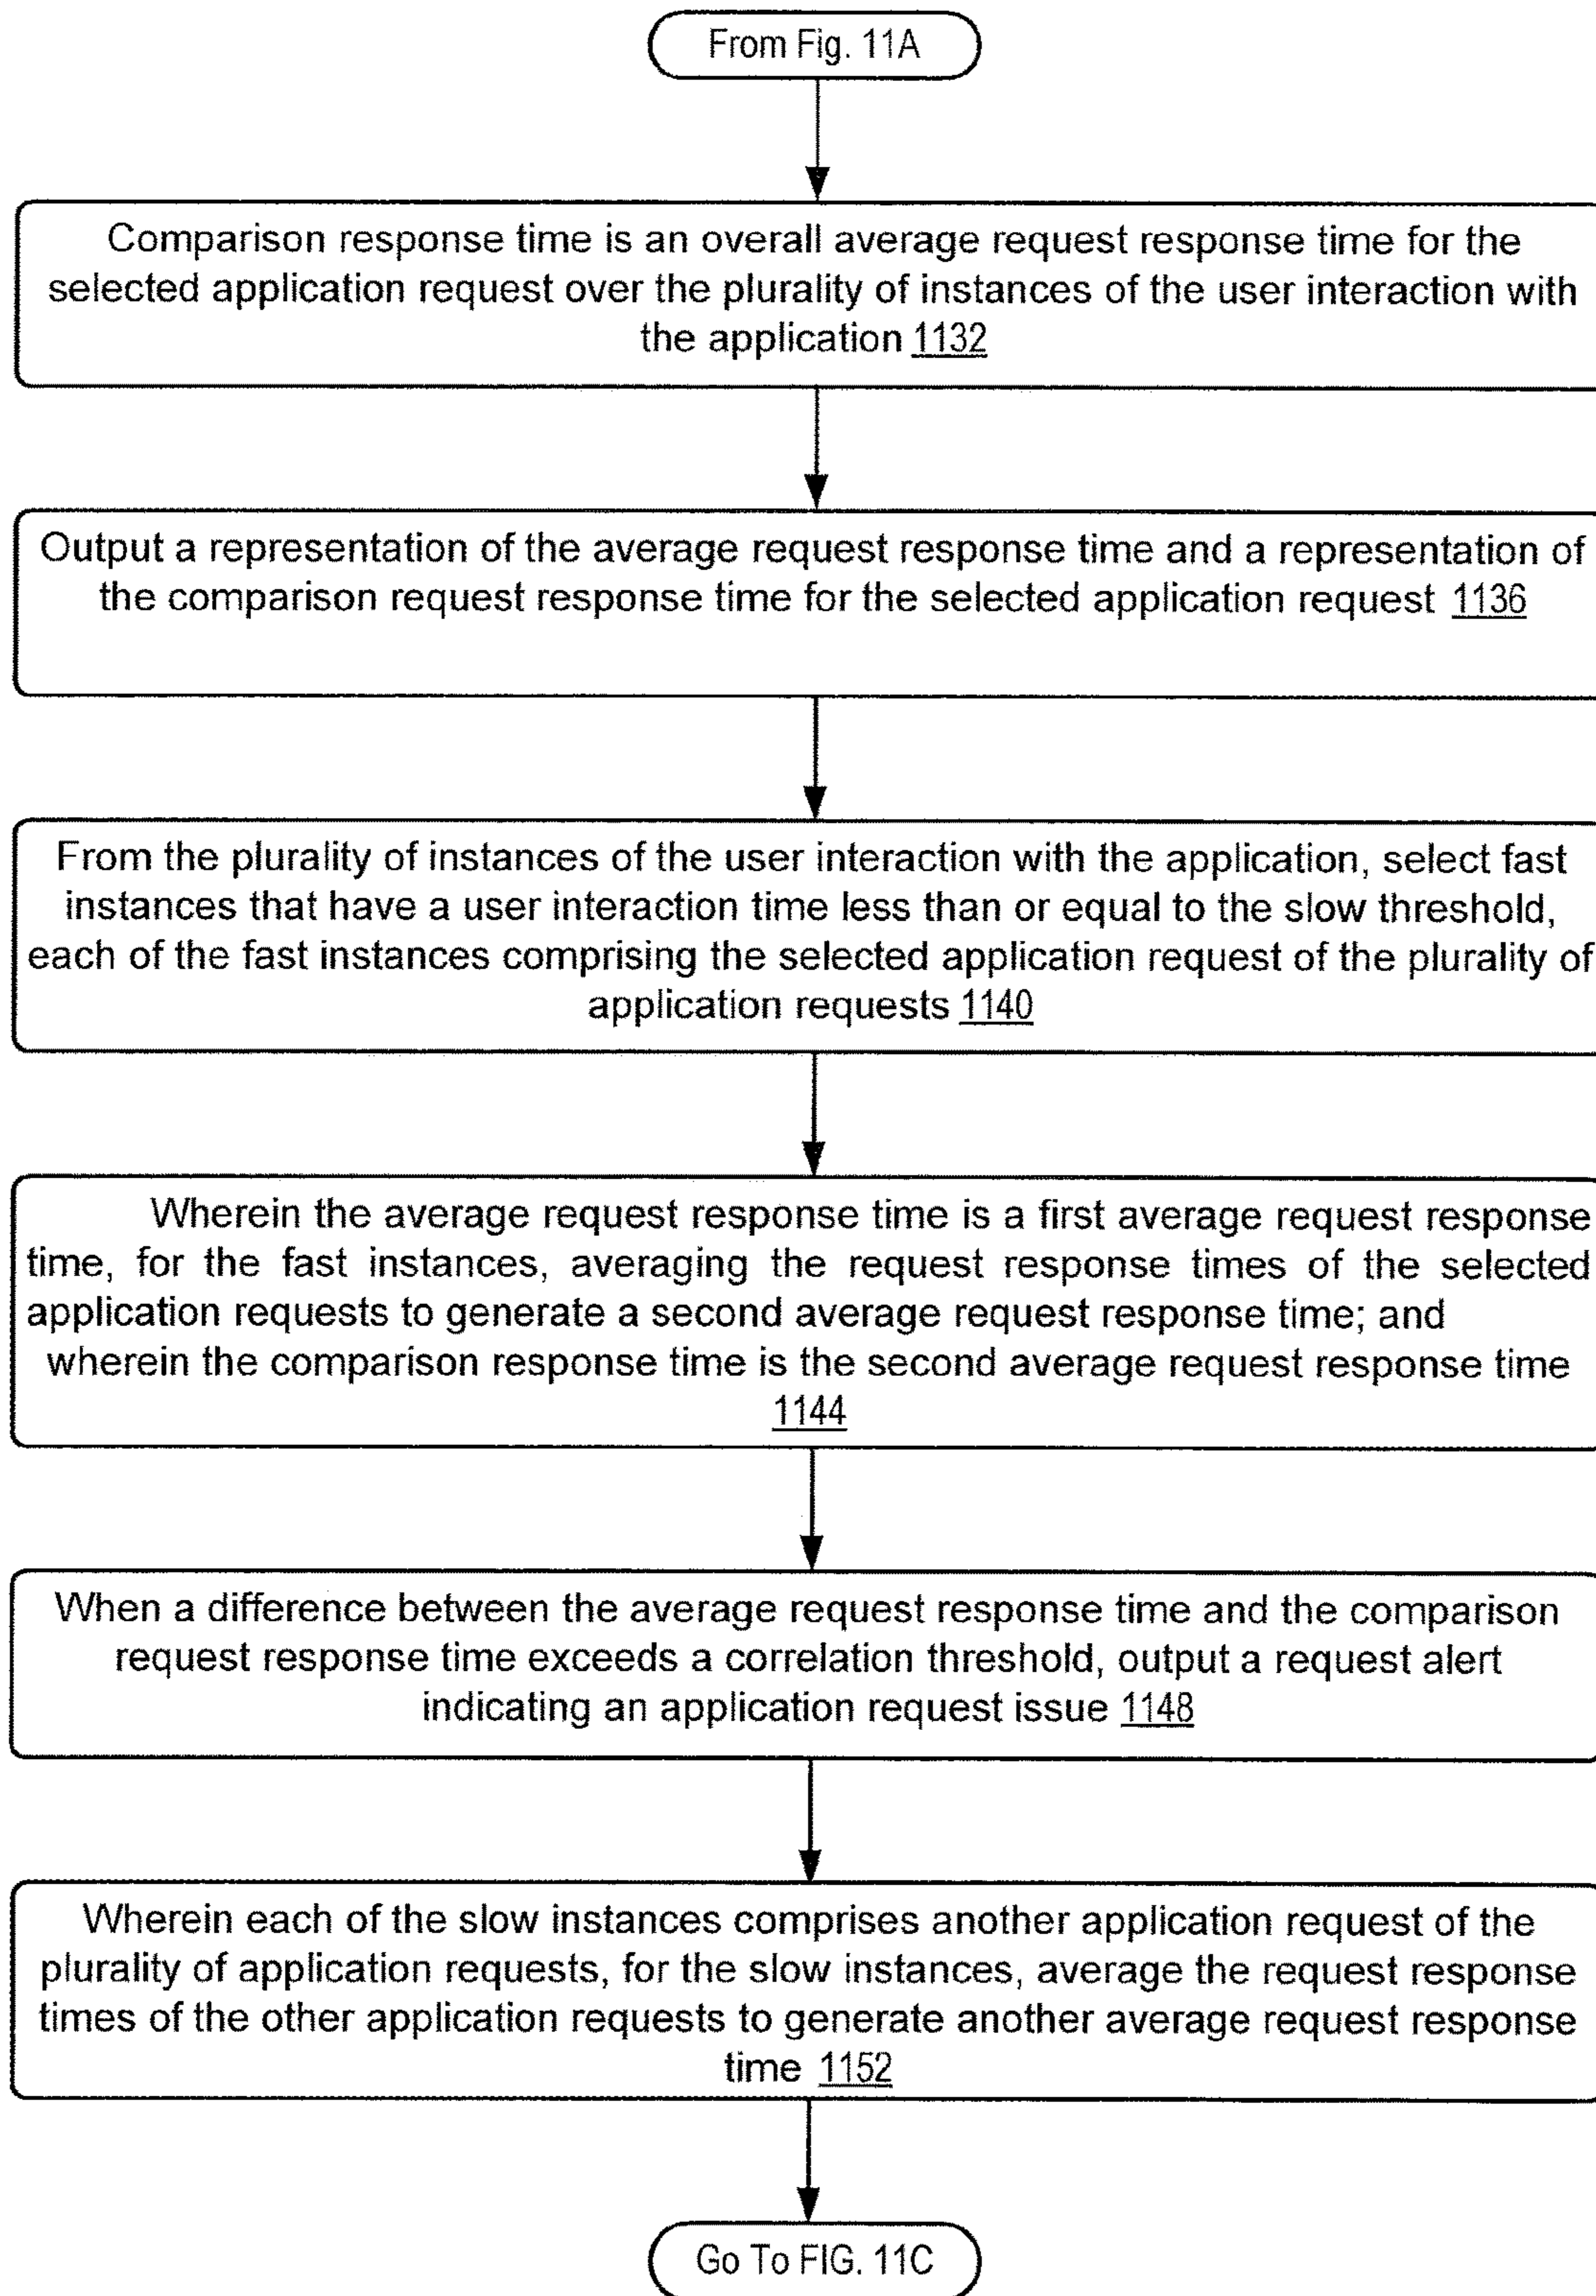 From Fig. 11A
Comparison response time is an overall average request response time for the
selected application request over the plurality of instances of the user interaction with
the application 1132
Output a representation of the average request response time and a representation of
the comparison request response time for the selected application request 1136
From the plurality of instances of the user interaction with the application, select fast
instances that have a user interaction time less than or equal to the slow threshold,
each of the fast instances comprising the selected application request of the plurality of
application requests 1140
Wherein the average request response time is a first average request response
time, for the fast instances, averaging the request response times of the selected
application requests to generate a second average request response time; and
wherein the comparison response time is the second average request response time
1144
When a difference between the average request response time and the comparison
request response time exceeds a correlation threshold, output a request alert
indicating an application request issue 1148
Wherein each of the slow instances comprises another application request of the
plurality of application requests, for the slow instances, average the request response
times of the other application requests to generate another average request response
time 1152
Go To FIG. 11C